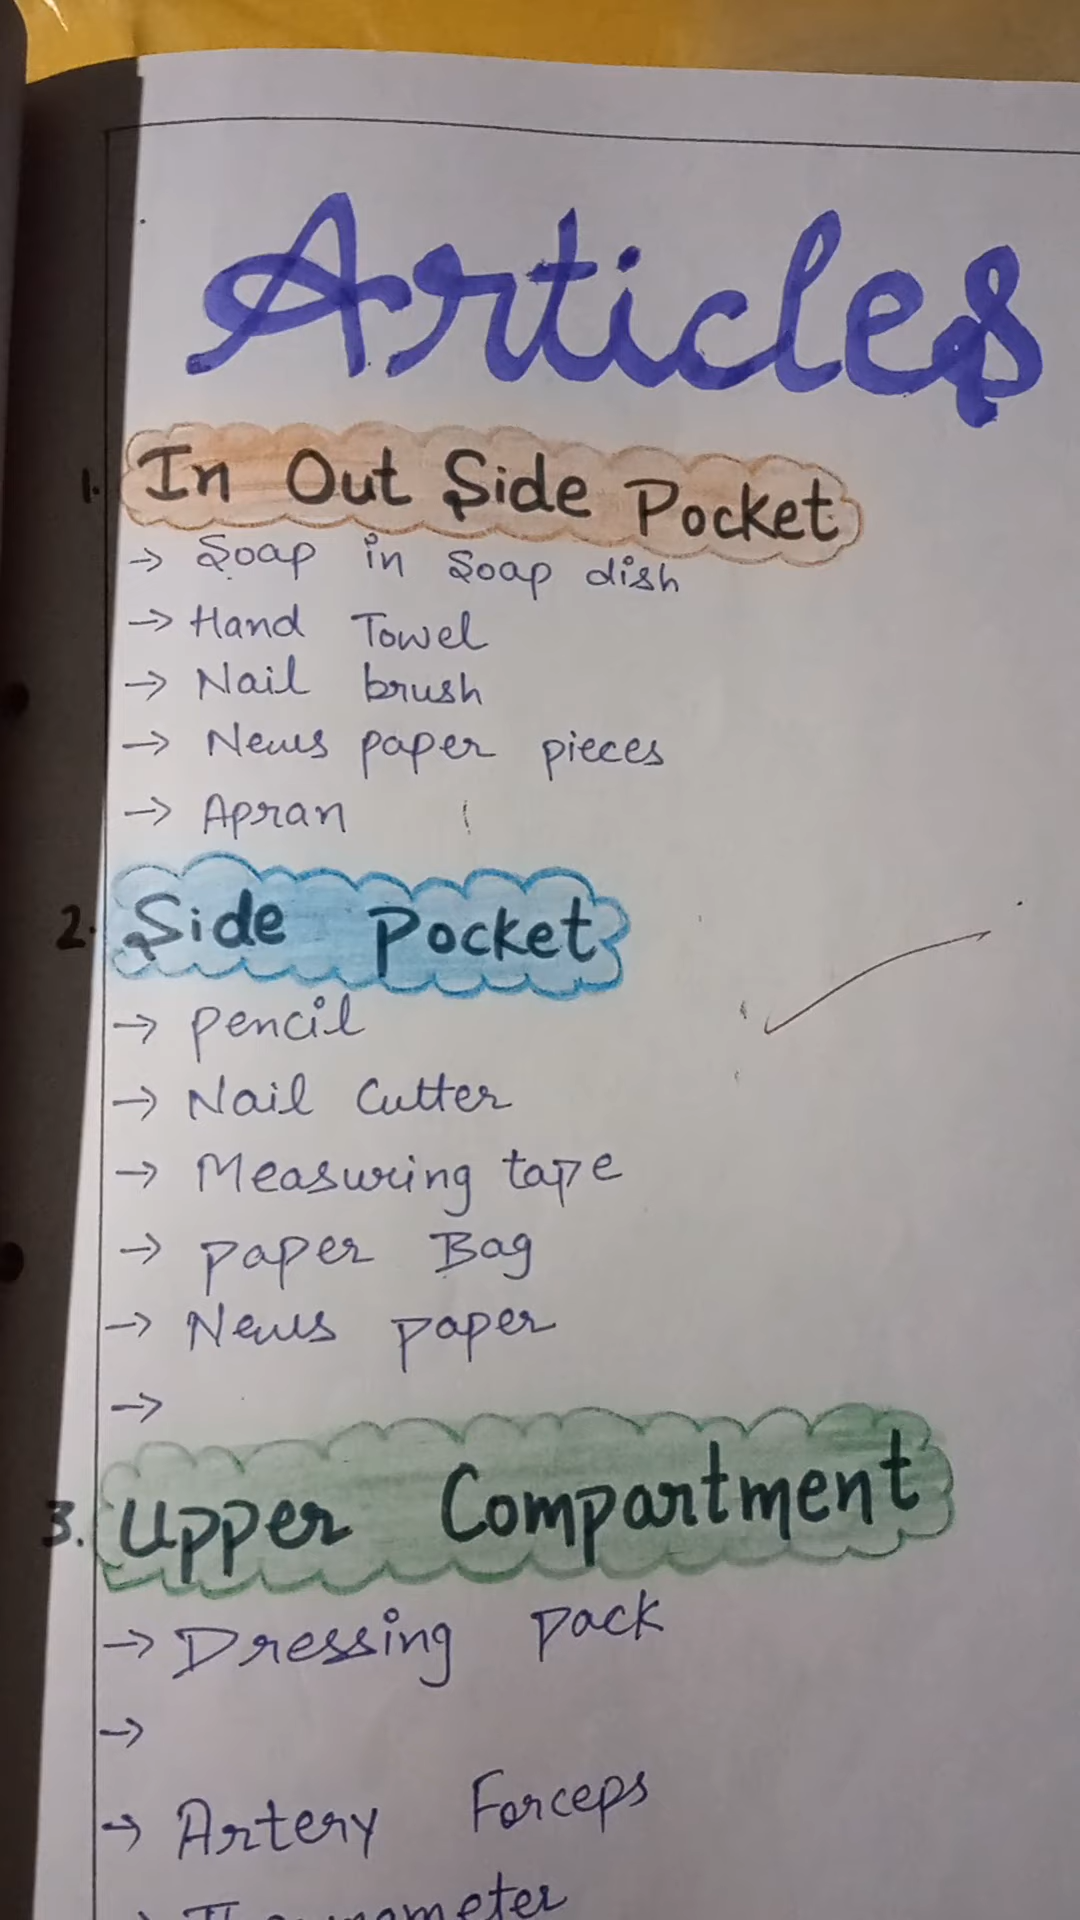 Articles
1. In Out Side Pocket
→ Soap in Soap dish
→ Hand Towel
→ Nail brush
→ News paper pieces
→ Apran
2. Side Pocket
→ Pencil
→ Nail Cutter
→ Measuring tape
→ Paper Bag
→ News paper
→
3. Upper Compartment
→ Dressing pack
→
→ Artery Forceps
→ Thermometer